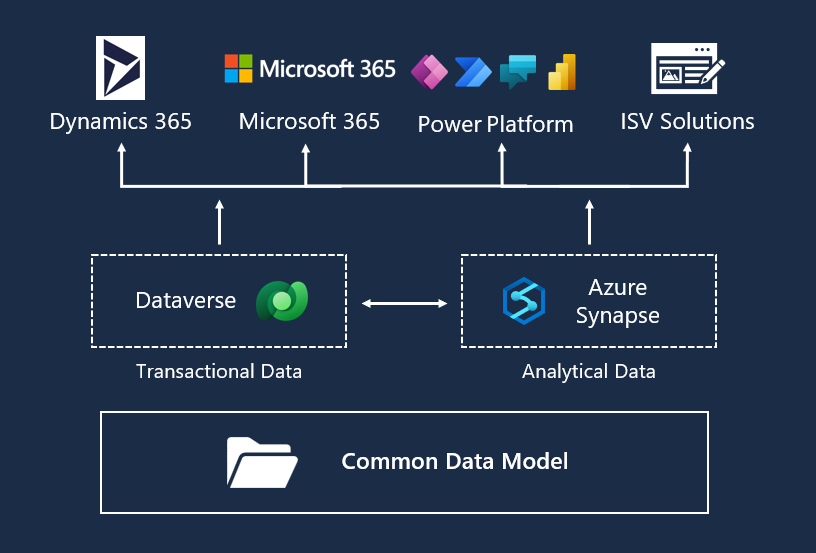 Microsoft 365
Dynamics 365
Microsoft 365
Power Platform
ISV Solutions
Dataverse
Azure
Synapse
Transactional Data
Analytical Data
Common Data Model